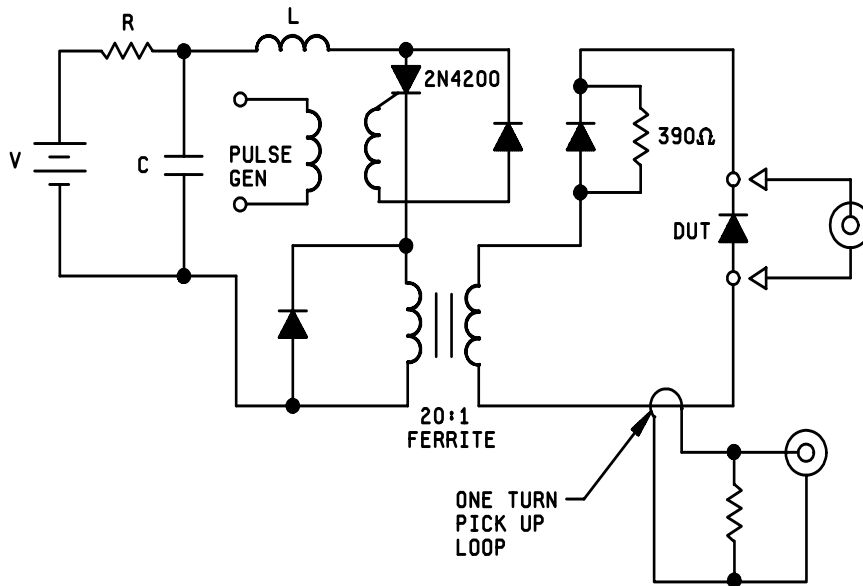 R
L
2N4200
V
C
PULSE
GEN
390Ω
DUT
20:1
FERRITE
ONE TURN
PICK UP
LOOP